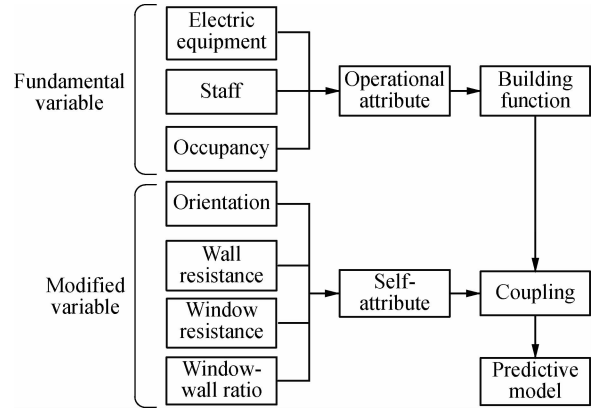 Fundamental
variable
Electric
equipment
Staff
Occupancy
Operational
attribute
Building
function
Modified
variable
Orientation
Wall
resistance
Window
resistance
Window-
wall ratio
Self-
attribute
Coupling
Predictive
model